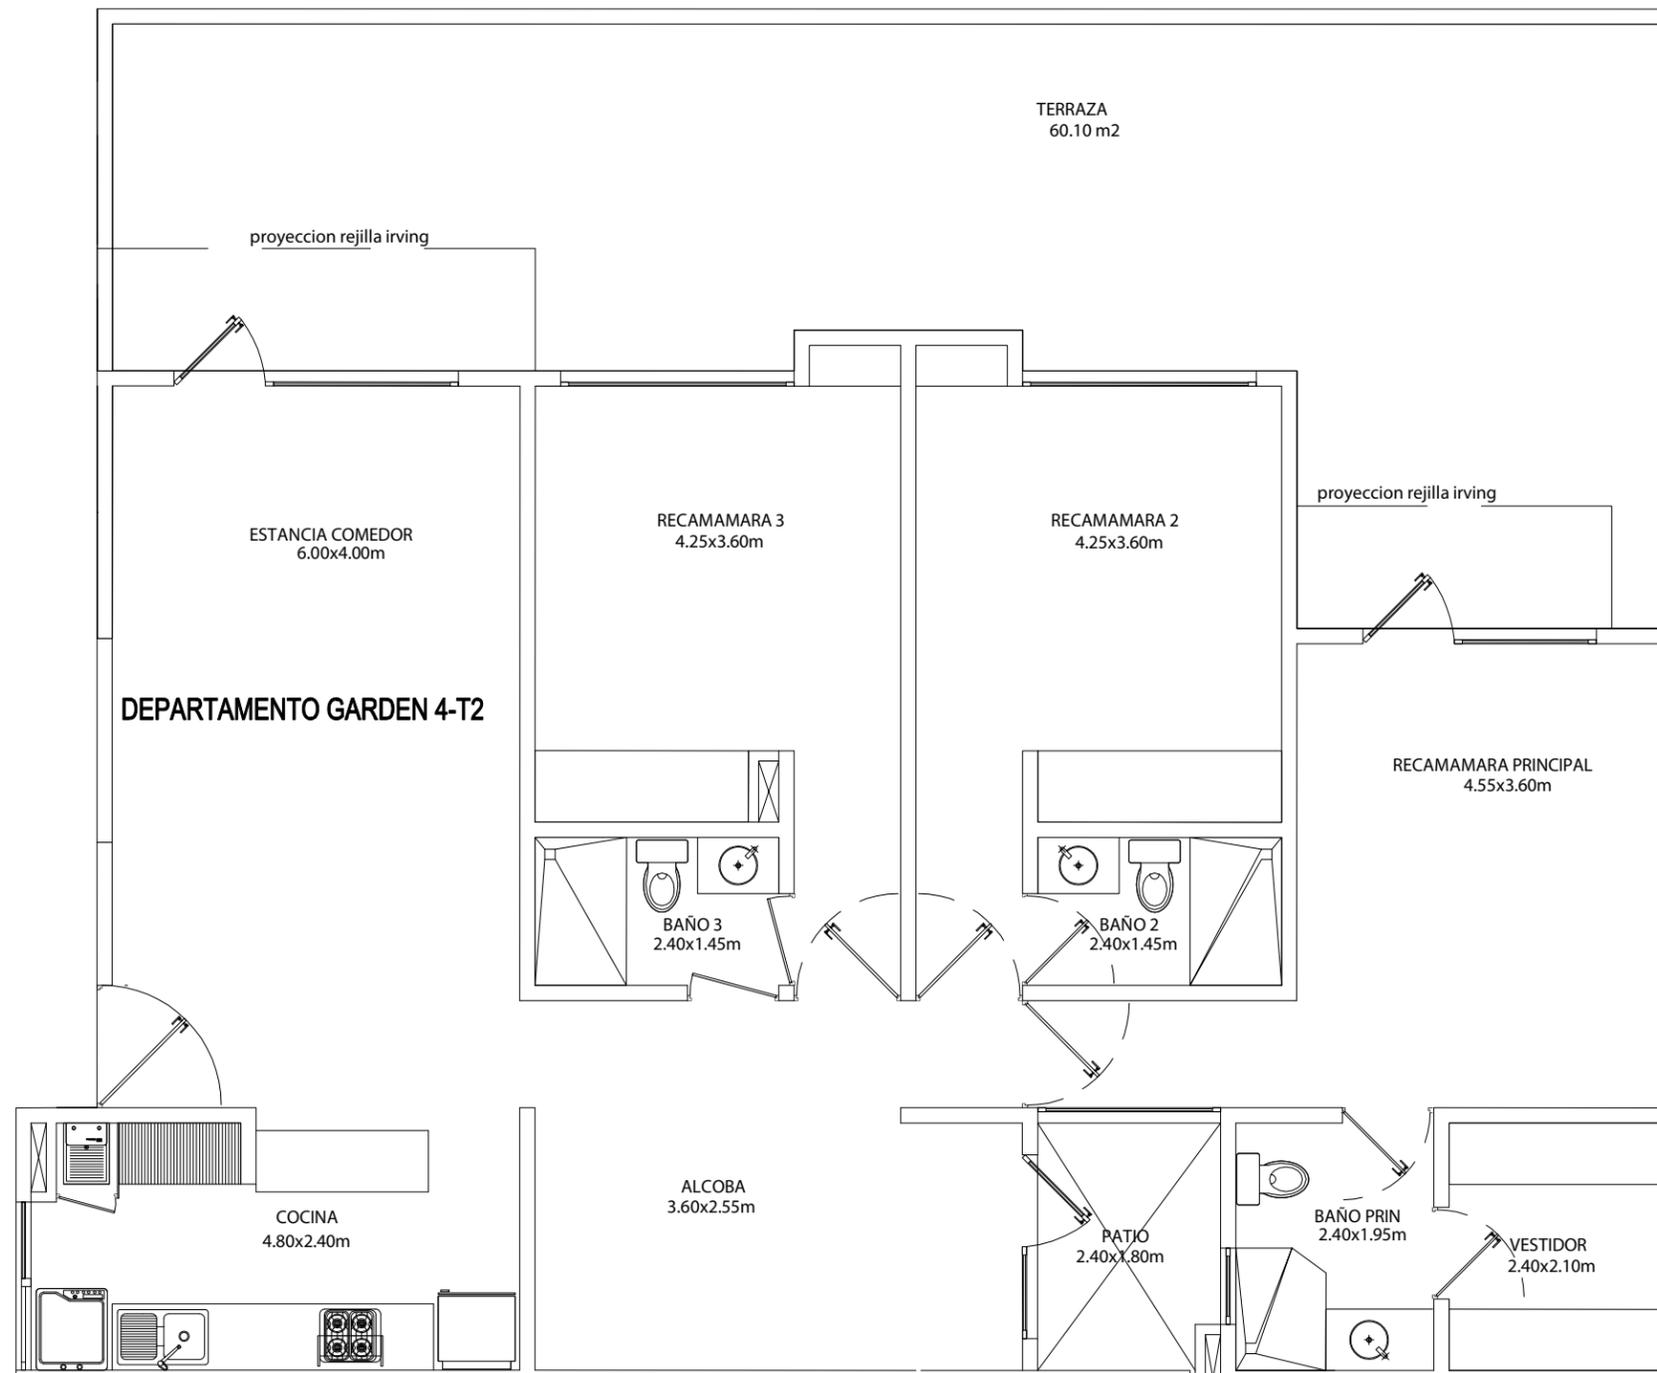 TERRAZA
60.10 m2
proyeccion rejilla irving
proyeccion rejilla irving
ESTANCIA COMEDOR
6.00x4.00m
RECAMAMARA 3
4.25x3.60m
RECAMAMARA 2
4.25x3.60m
DEPARTAMENTO GARDEN 4-T2
RECAMAMARA PRINCIPAL
4.55x3.60m
BAÑO 3
2.40x1.45m
BAÑO 2
2.40x1.45m
COCINA
4.80x2.40m
ALCOBA
3.60x2.55m
PATIO
2.40x1.80m
BAÑO PRIN
2.40x1.95m
VESTIDOR
2.40x2.10m